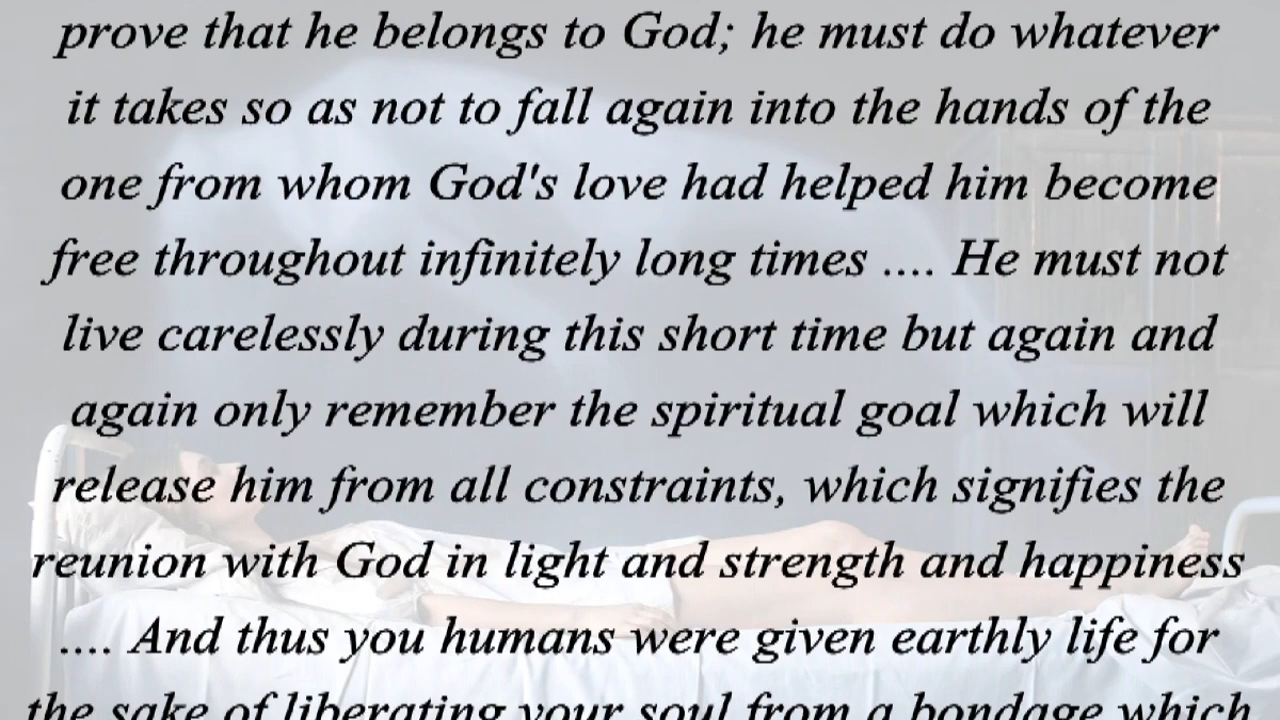 prove that he belongs to God; he must do whatever
it takes so as not to fall again into the hands of the
one from whom God's love had helped him become
free throughout infinitely long times .... He must not
live carelessly during this short time but again and
again only remember the spiritual goal which will
release him from all constraints, which signifies the
reunion with God in light and strength and happiness
.... And thus you humans were given earthly life for
the sake of liberating your soul from a bondage which